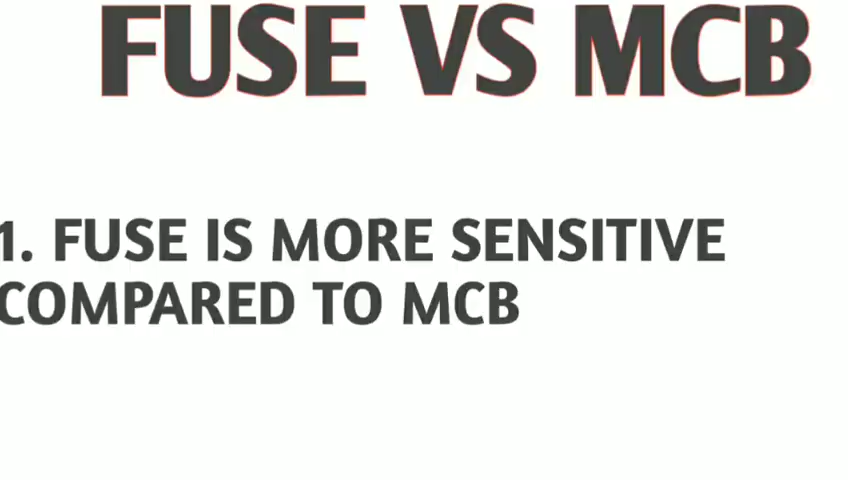 FUSE VS MCB
1. FUSE IS MORE SENSITIVE
COMPARED TO MCB